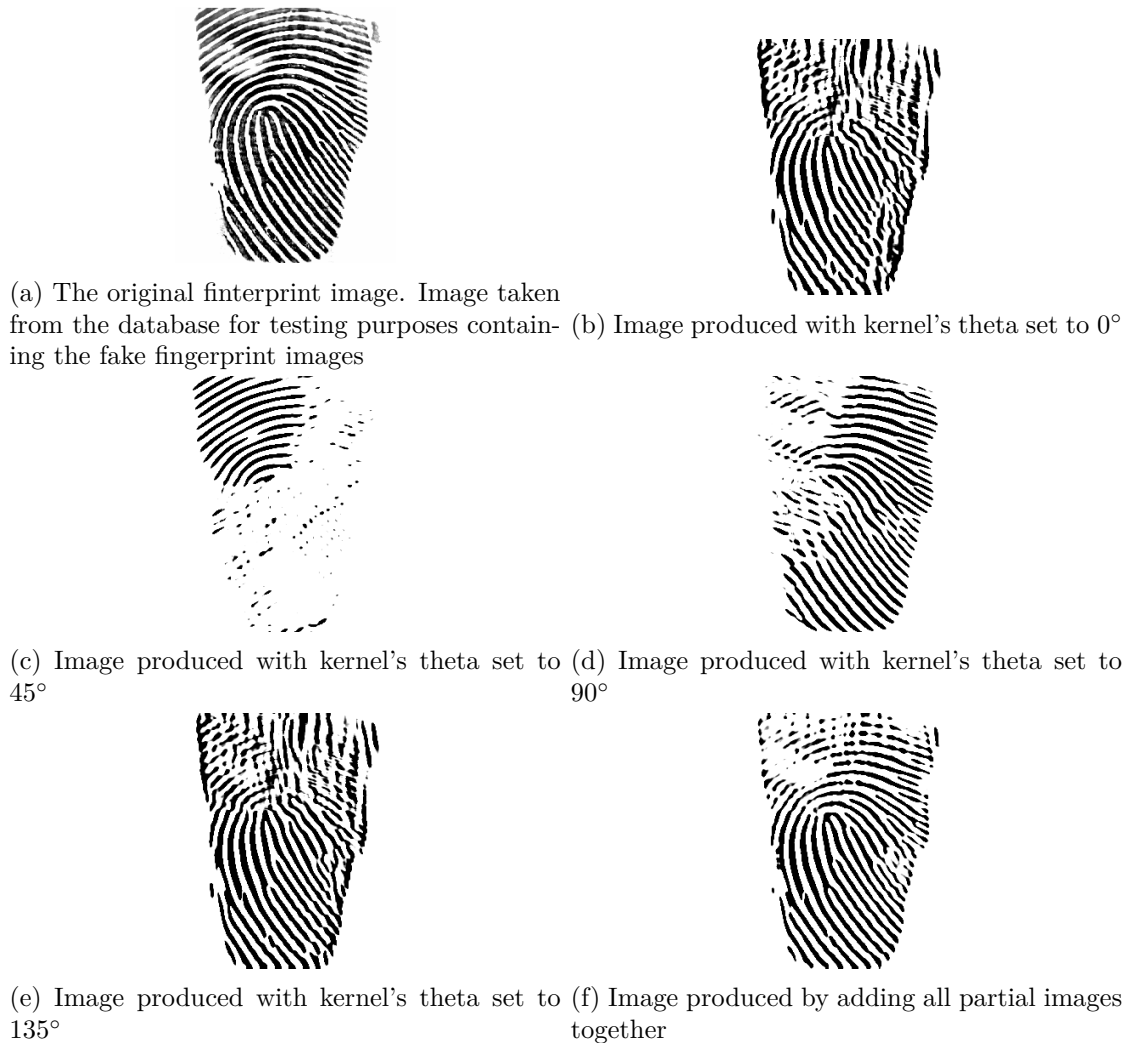 (a) The original finterprint image. Image taken
from the database for testing purposes contain-
ing the fake fingerprint images
(b) Image produced with kernel's theta set to 0°
(c) Image produced with kernel's theta set to
45°
(d) Image produced with kernel's theta set to
90°
(e) Image produced with kernel's theta set to
135°
(f) Image produced by adding all partial images
together